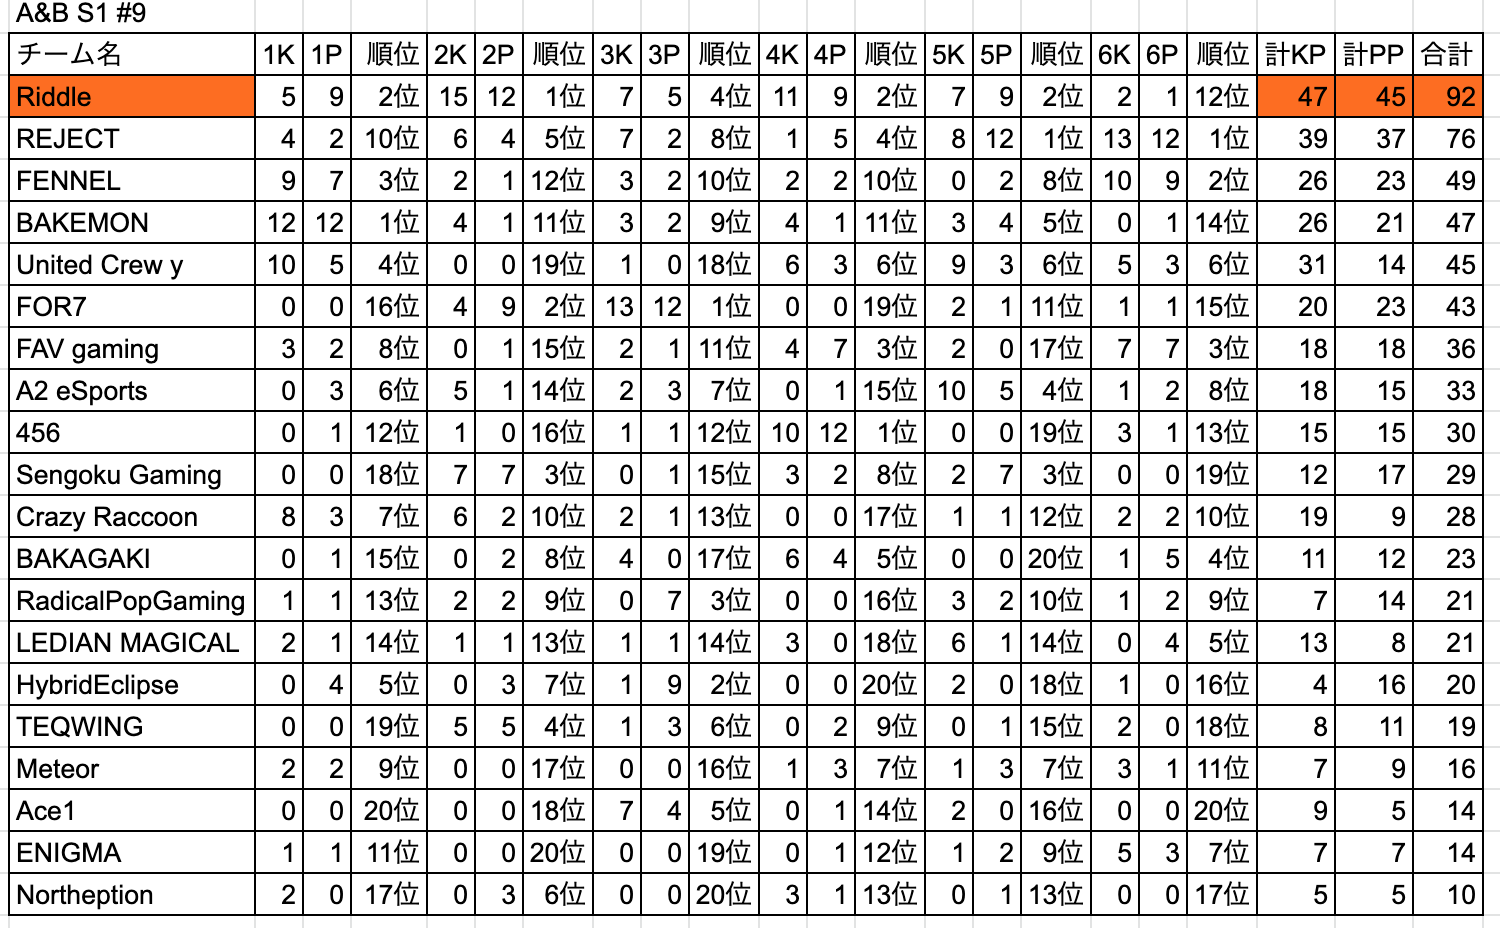 A&B S1 #9
チーム名 1K 1P 順位 2K 2P 順位 3K 3P 順位 4K 4P 順位 5K 5P 順位 6K 6P 順位 計KP 計PP 合計
Riddle 5 9 2位 15 12 1位 7 5 4位 11 9 2位 7 9 2位 2 1 12位 47 45 92
REJECT 4 2 10位 6 4 5位 7 2 8位 1 5 4位 8 12 1位 13 12 1位 39 37 76
FENNEL 9 7 3位 2 1 12位 3 2 10位 2 2 10位 0 2 8位 10 9 2位 26 23 49
BAKEMON 12 12 1位 4 1 11位 3 2 9位 4 1 11位 3 4 5位 0 1 14位 26 21 47
United Crew y 10 5 4位 0 0 19位 1 0 18位 6 3 6位 9 3 6位 5 3 6位 31 14 45
FOR7 0 0 16位 4 9 2位 13 12 1位 0 0 19位 2 1 11位 1 1 15位 20 23 43
FAV gaming 3 2 8位 0 1 15位 2 1 11位 4 7 3位 2 0 17位 7 7 3位 18 18 36
A2 eSports 0 3 6位 5 1 14位 2 3 7位 0 1 15位 10 5 4位 1 2 8位 18 15 33
456 0 1 12位 1 0 16位 1 1 12位 10 12 1位 0 0 19位 3 1 13位 15 15 30
Sengoku Gaming 0 0 18位 7 7 3位 0 1 15位 3 2 8位 2 7 3位 0 0 19位 12 17 29
Crazy Raccoon 8 3 7位 6 2 10位 2 1 13位 0 0 17位 1 1 12位 2 2 10位 19 9 28
BAKAGAKI 0 1 15位 0 2 8位 4 0 17位 6 4 5位 0 0 20位 1 5 4位 11 12 23
RadicalPopGaming 1 1 13位 2 2 9位 0 7 3位 0 0 16位 3 2 10位 1 2 9位 7 14 21
LEDIAN MAGICAL 2 1 14位 1 1 13位 1 1 14位 3 0 18位 6 1 14位 0 4 5位 13 8 21
HybridEclipse 0 4 5位 0 3 7位 1 9 2位 0 0 20位 2 0 18位 1 0 16位 4 16 20
TEQWING 0 0 19位 5 5 4位 1 3 6位 0 2 9位 0 1 15位 2 0 18位 8 11 19
Meteor 2 2 9位 0 0 17位 0 0 16位 1 3 7位 1 3 7位 3 1 11位 7 9 16
Ace1 0 0 20位 0 0 18位 7 4 5位 0 1 14位 2 0 16位 0 0 20位 9 5 14
ENIGMA 1 1 11位 0 0 20位 0 0 19位 0 1 12位 1 2 9位 5 3 7位 7 7 14
Northeption 2 0 17位 0 3 6位 0 0 20位 3 1 13位 0 1 13位 0 0 17位 5 5 10